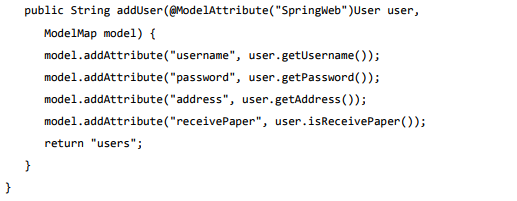 public String addUser(@ModelAttribute("SpringWeb")User user,
ModelMap model) {
model.addAttribute("username", user.getUsername());
model.addAttribute("password", user.getPassword());
model.addAttribute("address", user.getAddress());
model.addAttribute("receivePaper", user.isReceivePaper());
return "users";
}
}